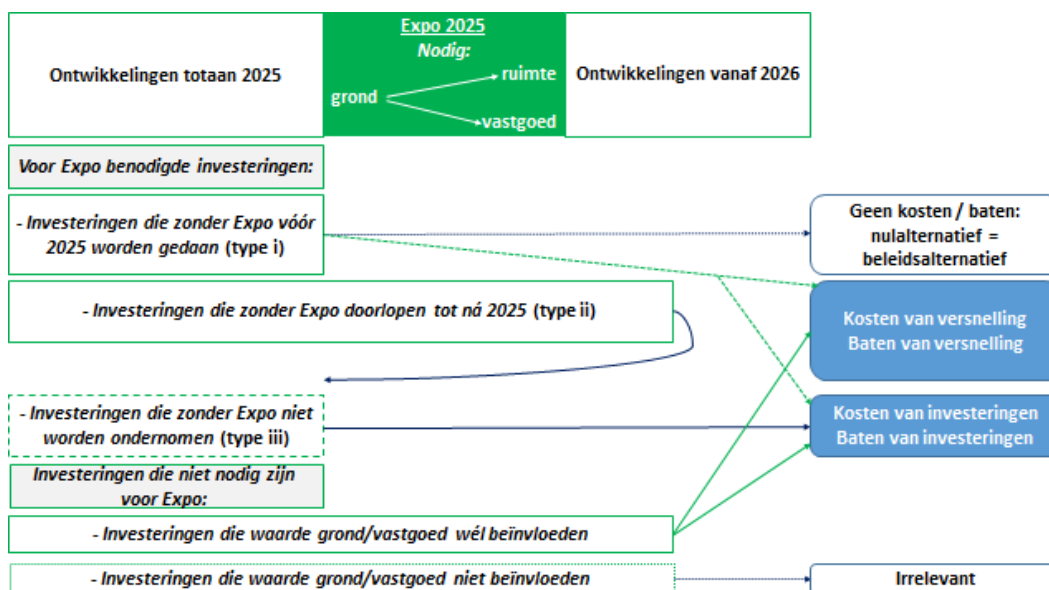 Expo 2025
Nodig:
Ontwikkelingen totaan 2025
grond
ruimte
vastgoed
Ontwikkelingen vanaf 2026
Voor Expo benodigde investeringen:
- Investeringen die zonder Expo vóór
2025 worden gedaan (type i)
Geen kosten / baten:
nulalternatief =
beleidsalternatief
- Investeringen die zonder Expo doorlopen tot ná 2025 (type ii)
Kosten van versnelling
Baten van versnelling
- Investeringen die zonder Expo niet
worden ondernomen (type iii)
Kosten van investeringen
Baten van investeringen
Investeringen die niet nodig zijn
voor Expo:
- Investeringen die waarde grond/vastgoed wél beïnvloeden
- Investeringen die waarde grond/vastgoed niet beïnvloeden
Irrelevant